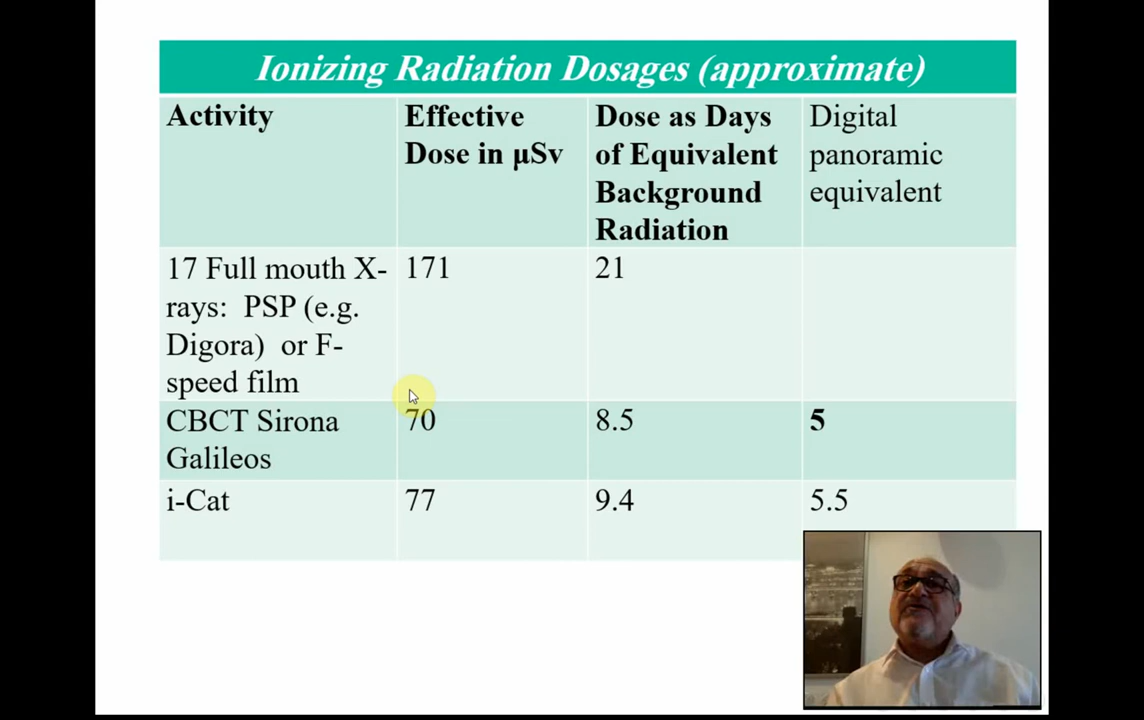 Ionizing Radiation Dosages (approximate)
Activity
Effective
Dose in μSv
Dose as Days
of Equivalent
Background
Radiation
Digital
panoramic
equivalent
17 Full mouth X-
rays:  PSP (e.g.
Digora)  or F-
speed film
171
21
CBCT Sirona
Galileos
70
8.5
5
i-Cat
77
9.4
5.5